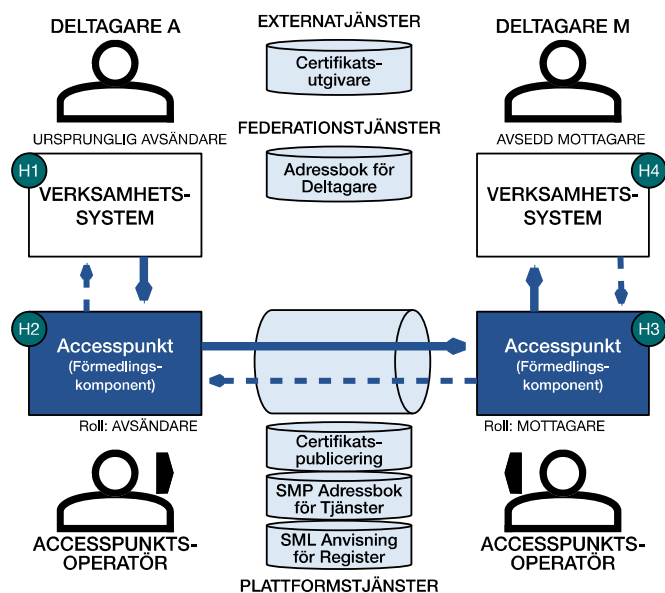 DELTAGARE A
EXTERNATJÄNSTER
DELTAGARE M
Certifikats-
utgivare
URSPRUNGLIG AVSÄNDARE
FEDERATIONSTJÄNSTER
AVSEDD MOTTAGARE
H1
VERKSAMHETS-
SYSTEM
Adressbok för
Deltagare
H4
VERKSAMHETS-
SYSTEM
H2
Accesspunkt
(Förmedlings-
komponent)
H3
Accesspunkt
(Förmedlings-
komponent)
Roll: AVSÄNDARE
Roll: MOTTAGARE
Certifikats-
publicering
SMP Adressbok
för Tjänster
SML Anvisning
för Register
ACCESSPUNKTS-
OPERATÖR
ACCESSPUNKTS-
OPERATÖR
PLATTFORMSTJÄNSTER